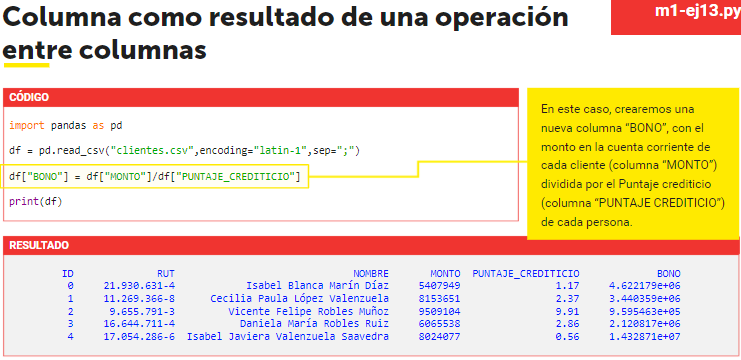 Columna como resultado de una operación
entre columnas
m1-ej13.py
CÓDIGO
import pandas as pd
df = pd.read_csv("clientes.csv",encoding="latin-1",sep=";")
df["BONO"] = df["MONTO"]/df["PUNTAJE_CREDITICIO"]
print(df)
En este caso, crearemos una
nueva columna “BONO”, con el
monto en la cuenta corriente de
cada cliente (columna “MONTO”)
dividida por el Puntaje crediticio
(columna “PUNTAJE CREDITICIO”)
de cada persona.
RESULTADO
ID RUT NOMBRE MONTO PUNTAJE_CREDITICIO BONO
0 21.930.631-4 Isabel Blanca Marín Díaz 5407949 1.17 4.622179e+06
1 11.269.366-8 Cecilia Paula López Valenzuela 8153651 2.37 3.440359e+06
2 9.655.791-3 Vicente Felipe Robles Muñoz 9509104 9.91 9.595463e+05
3 16.644.711-4 Daniela María Robles Ruiz 6065538 2.86 2.120817e+06
4 17.054.286-6 Isabel Javiera Valenzuela Saavedra 8024077 0.56 1.432871e+07